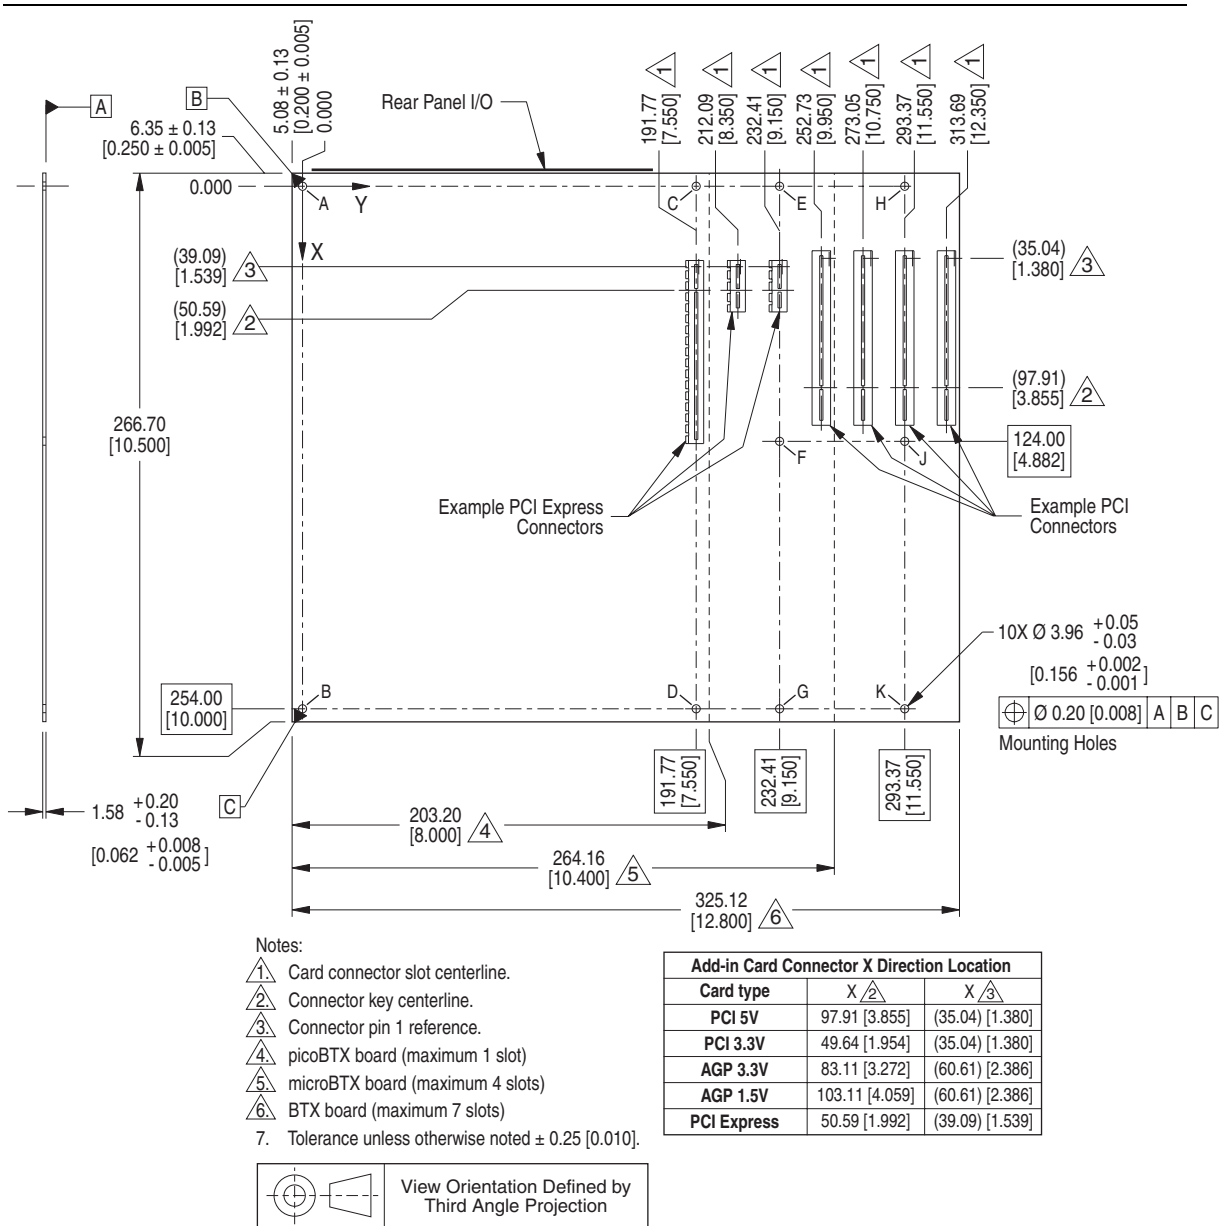 5.08 ± 0.13
[0.200 ± 0.005]
0.000
A
B
6.35 ± 0.13
[0.250 ± 0.005]
Rear Panel I/O
191.77
[7.550]
1
212.09
[8.350]
1
232.41
[9.150]
1
252.73
[9.950]
1
273.05
[10.750]
1
293.37
[11.550]
1
313.69
[12.350]
1
0.000
A
Y
X
C
E
H
(39.09)
[1.539]
3
(50.59)
[1.992]
2
(35.04)
[1.380]
3
(97.91)
[3.855]
2
266.70
[10.500]
124.00
[4.882]
F
J
Example PCI Express
Connectors
Example PCI
Connectors
10X Ø 3.96 +0.05
- 0.03
[0.156 +0.002
- 0.001]
Ø 0.20 [0.008] A B C
Mounting Holes
254.00
[10.000]
B
D
G
K
191.77
[7.550]
232.41
[9.150]
293.37
[11.550]
C
1.58 +0.20
- 0.13
[0.062 +0.008
- 0.005]
203.20
[8.000]
4
264.16
[10.400]
5
325.12
[12.800]
6
Notes:
1. Card connector slot centerline.
2. Connector key centerline.
3. Connector pin 1 reference.
4. picoBTX board (maximum 1 slot)
5. microBTX board (maximum 4 slots)
6. BTX board (maximum 7 slots)
7. Tolerance unless otherwise noted ± 0.25 [0.010].
Add-in Card Connector X Direction Location
Card type X 2 X 3
PCI 5V 97.91 [3.855] (35.04) [1.380]
PCI 3.3V 49.64 [1.954] (35.04) [1.380]
AGP 3.3V 83.11 [3.272] (60.61) [2.386]
AGP 1.5V 103.11 [4.059] (60.61) [2.386]
PCI Express 50.59 [1.992] (39.09) [1.539]
View Orientation Defined by
Third Angle Projection